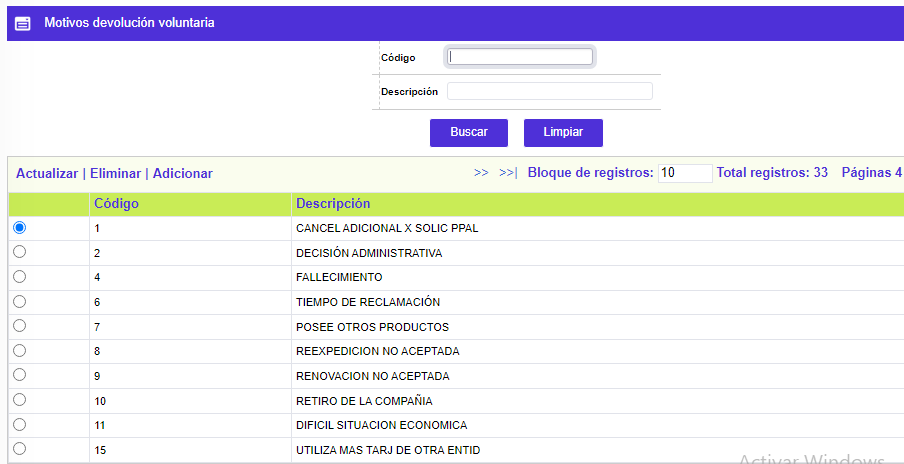 Motivos devolución voluntaria
Código
Descripción
Buscar Limpiar
Actualizar | Eliminar | Adicionar >> >>| Bloque de registros: 10 Total registros: 33 Páginas 4
Código Descripción
1 CANCEL ADICIONAL X SOLIC PPAL
2 DECISIÓN ADMINISTRATIVA
4 FALLECIMIENTO
6 TIEMPO DE RECLAMACIÓN
7 POSEE OTROS PRODUCTOS
8 REEXPEDICION NO ACEPTADA
9 RENOVACION NO ACEPTADA
10 RETIRO DE LA COMPAÑIA
11 DIFICIL SITUACION ECONOMICA
15 UTILIZA MAS TARJ DE OTRA ENTID
Activar Windows